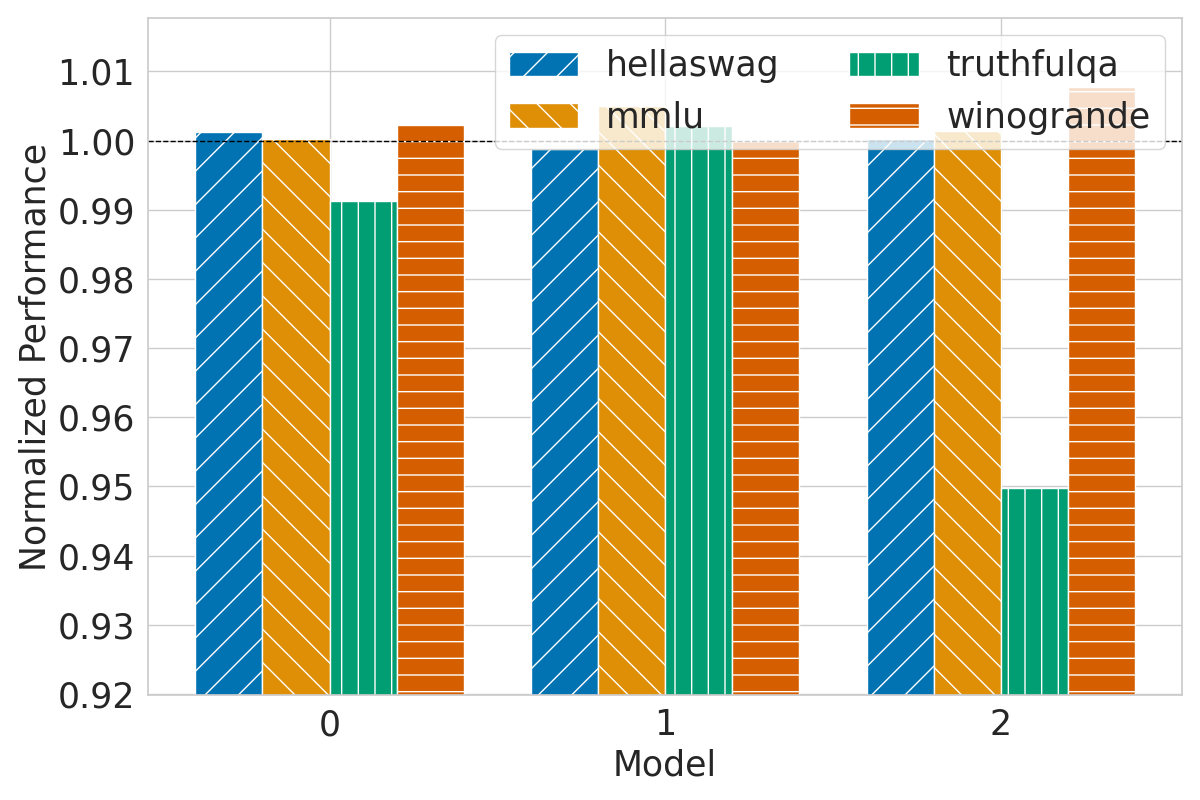 hellaswag
mmlu
truthfulqa
winogrande
Normalized Performance
1.01
1.00
0.99
0.98
0.97
0.96
0.95
0.94
0.93
0.92
0
1
2
Model